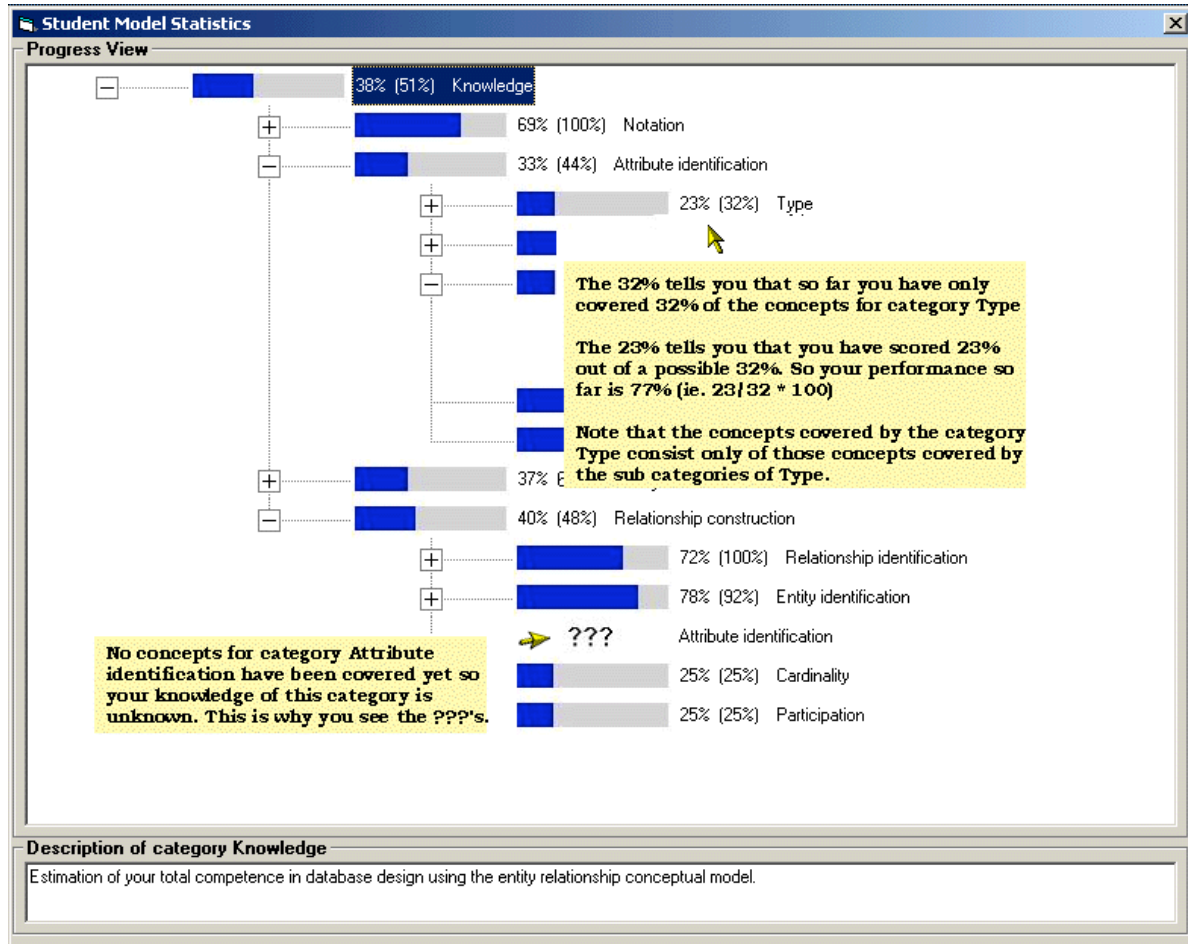 Student Model Statistics
Progress View
38% (51%) Knowledge
69% (100%) Notation
33% (44%) Attribute identification
23% (32%) Type
The 32% tells you that so far you have only
covered 32% of the concepts for category Type
The 23% tells you that you have scored 23%
out of a possible 32%. So your performance so
far is 77% (ie. 23/32 * 100)
Note that the concepts covered by the category
Type consist only of those concepts covered by
the sub categories of Type.
37%
40% (48%) Relationship construction
72% (100%) Relationship identification
78% (92%) Entity identification
??? Attribute identification
No concepts for category Attribute
identification have been covered yet so
your knowledge of this category is
unknown. This is why you see the ???'s.
25% (25%) Cardinality
25% (25%) Participation
Description of category Knowledge
Estimation of your total competence in database design using the entity relationship conceptual model.